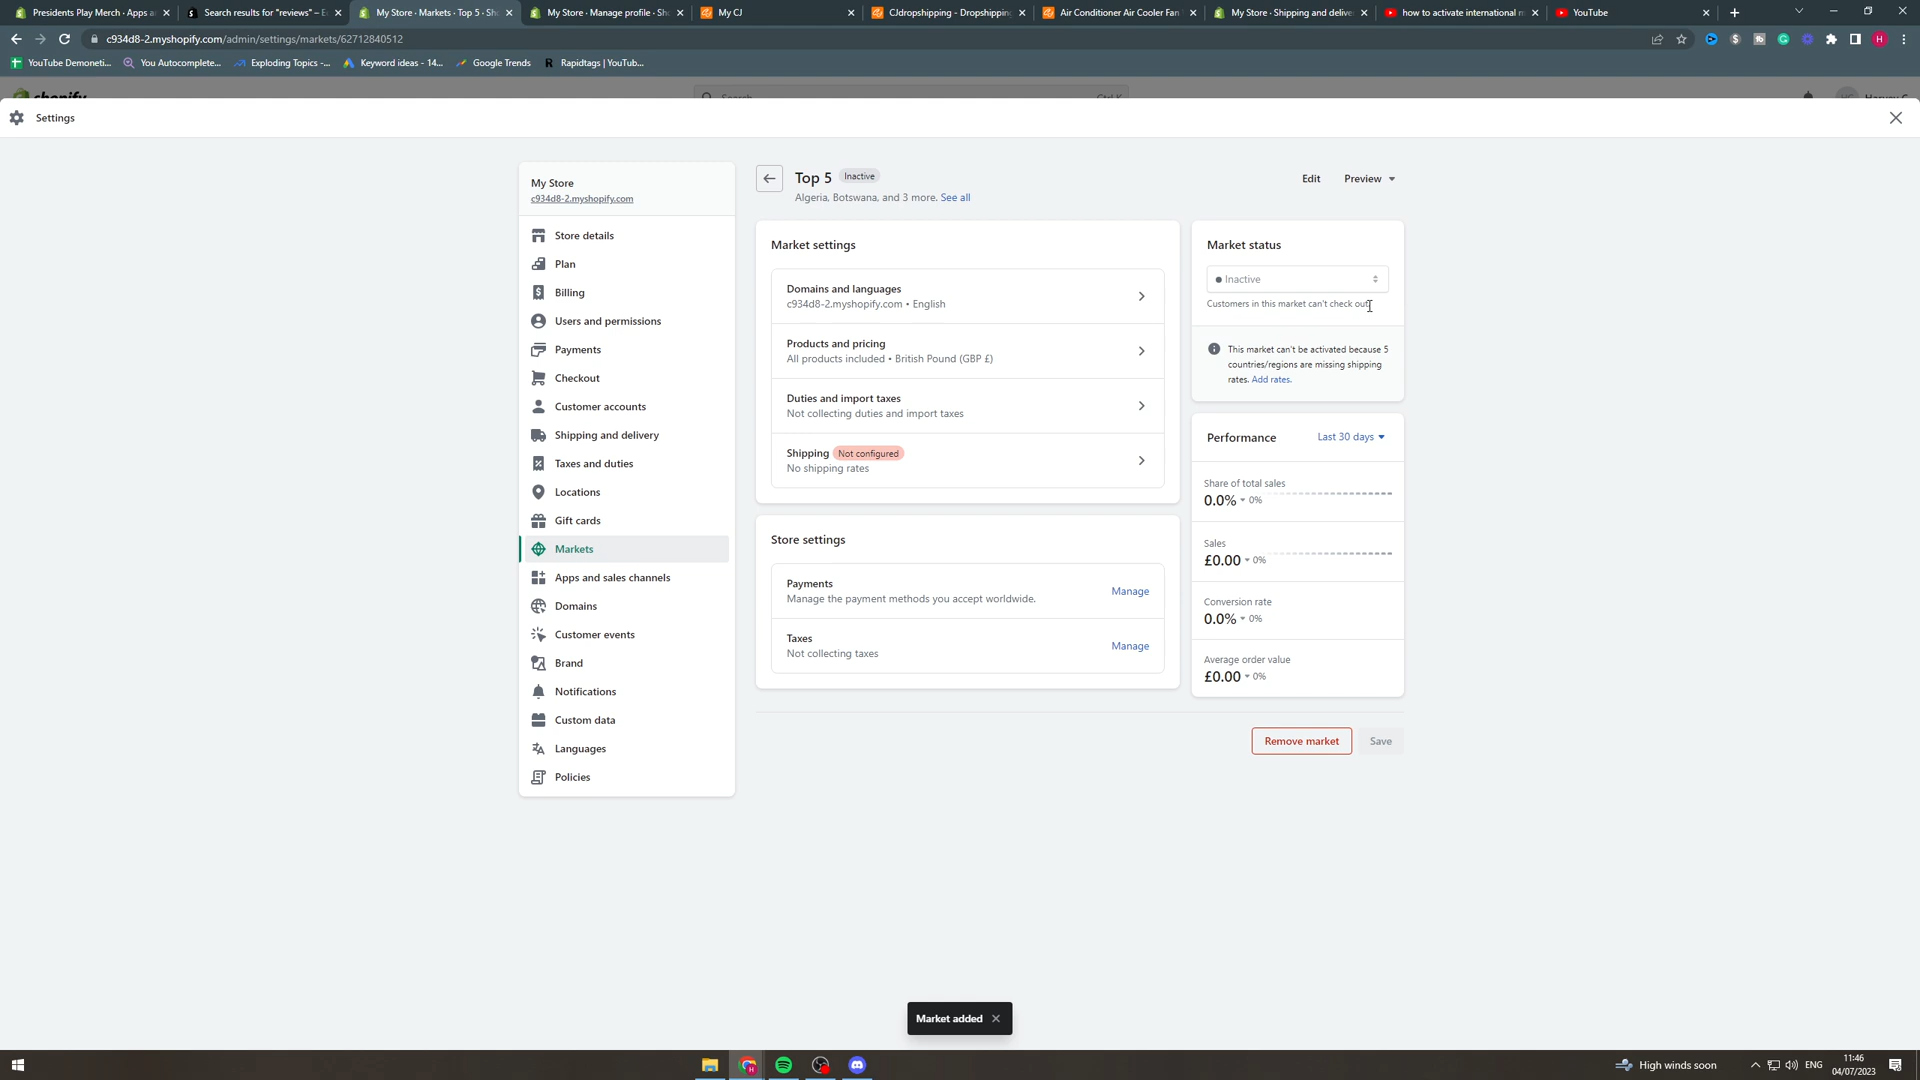 Presidents Play Merch · Apps a
Search results for "reviews" – E
My Store · Markets · Top 5 · Sh
My Store · Manage profile · Sh
My CJ
CJdropshipping - Dropshipping
Air Conditioner Air Cooler Fan
My Store · Shipping and delive
how to activate international m
YouTube
c934d8-2.myshopify.com/admin/settings/markets/62712840512
YouTube Demoneti...
You Autocomplete...
Exploding Topics -...
Keyword ideas - 14...
Google Trends
Rapidtags | YouTub...
shopify
Search
Ctrl K
Settings
My Store
c934d8-2.myshopify.com
Store details
Plan
Billing
Users and permissions
Payments
Checkout
Customer accounts
Shipping and delivery
Taxes and duties
Locations
Gift cards
Markets
Apps and sales channels
Domains
Customer events
Brand
Notifications
Custom data
Languages
Policies
Top 5 Inactive
Algeria, Botswana, and 3 more. See all
Edit
Preview
Market settings
Domains and languages
c934d8-2.myshopify.com • English
Products and pricing
All products included • British Pound (GBP £)
Duties and import taxes
Not collecting duties and import taxes
Shipping Not configured
No shipping rates
Store settings
Payments
Manage the payment methods you accept worldwide.
Manage
Taxes
Not collecting taxes
Manage
Market status
Inactive
Customers in this market can't check out.
This market can't be activated because 5
countries/regions are missing shipping
rates. Add rates.
Performance
Last 30 days
Share of total sales
0.0% 0%
Sales
£0.00 0%
Conversion rate
0.0% 0%
Average order value
£0.00 0%
Remove market
Save
Market added
High winds soon
ENG
11:46
04/07/2023